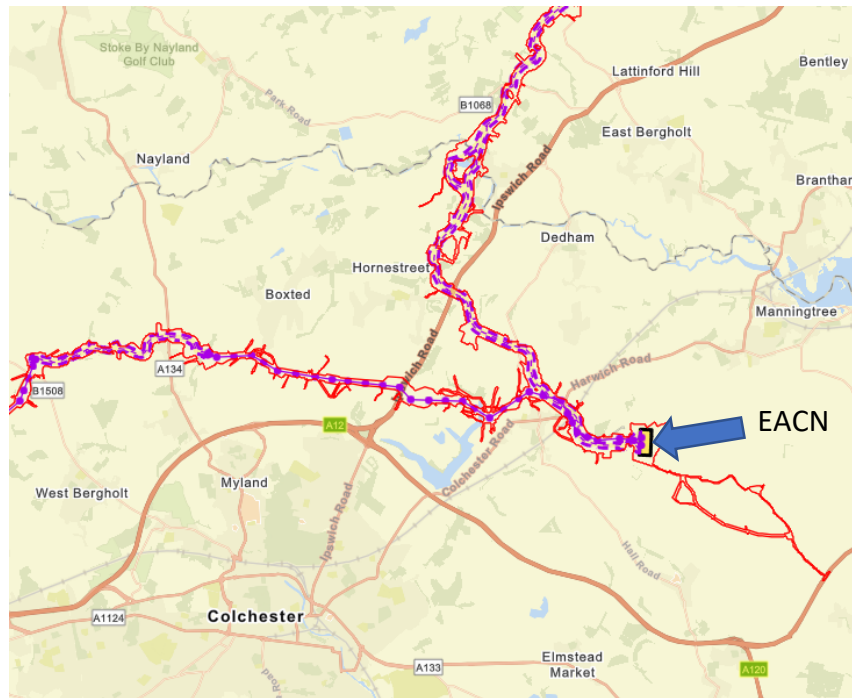 Stoke By Nayland
Golf Club
Lattinford Hill
Bentley
Park Road
B1068
East Bergholt
Nayland
Ipswich Road
Brantham
Dedham
Hornestreet
Boxted
Manningtree
Ipswich Road
Harwich Road
A134
B1508
EACN
A12
Colchester Road
West Bergholt
Myland
Ipswich Road
Hall Road
A1124
Colchester
Elmstead
Market
A133
A120